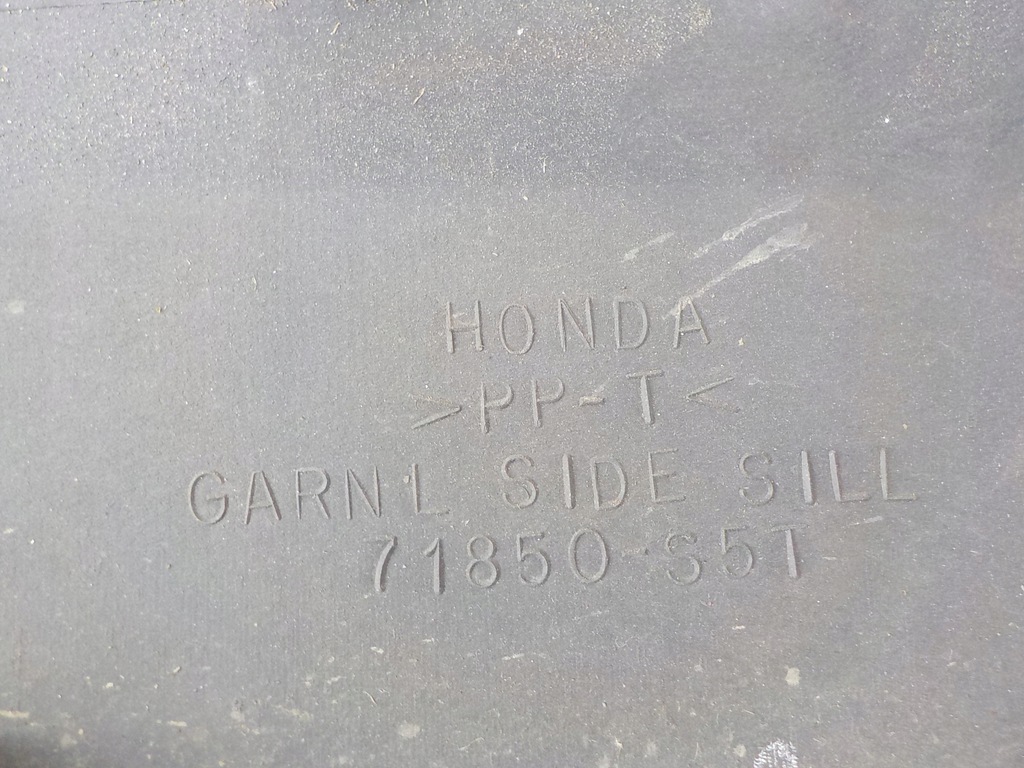 HONDA
>PP-T<
GARN L SIDE SILL
71850-S5T